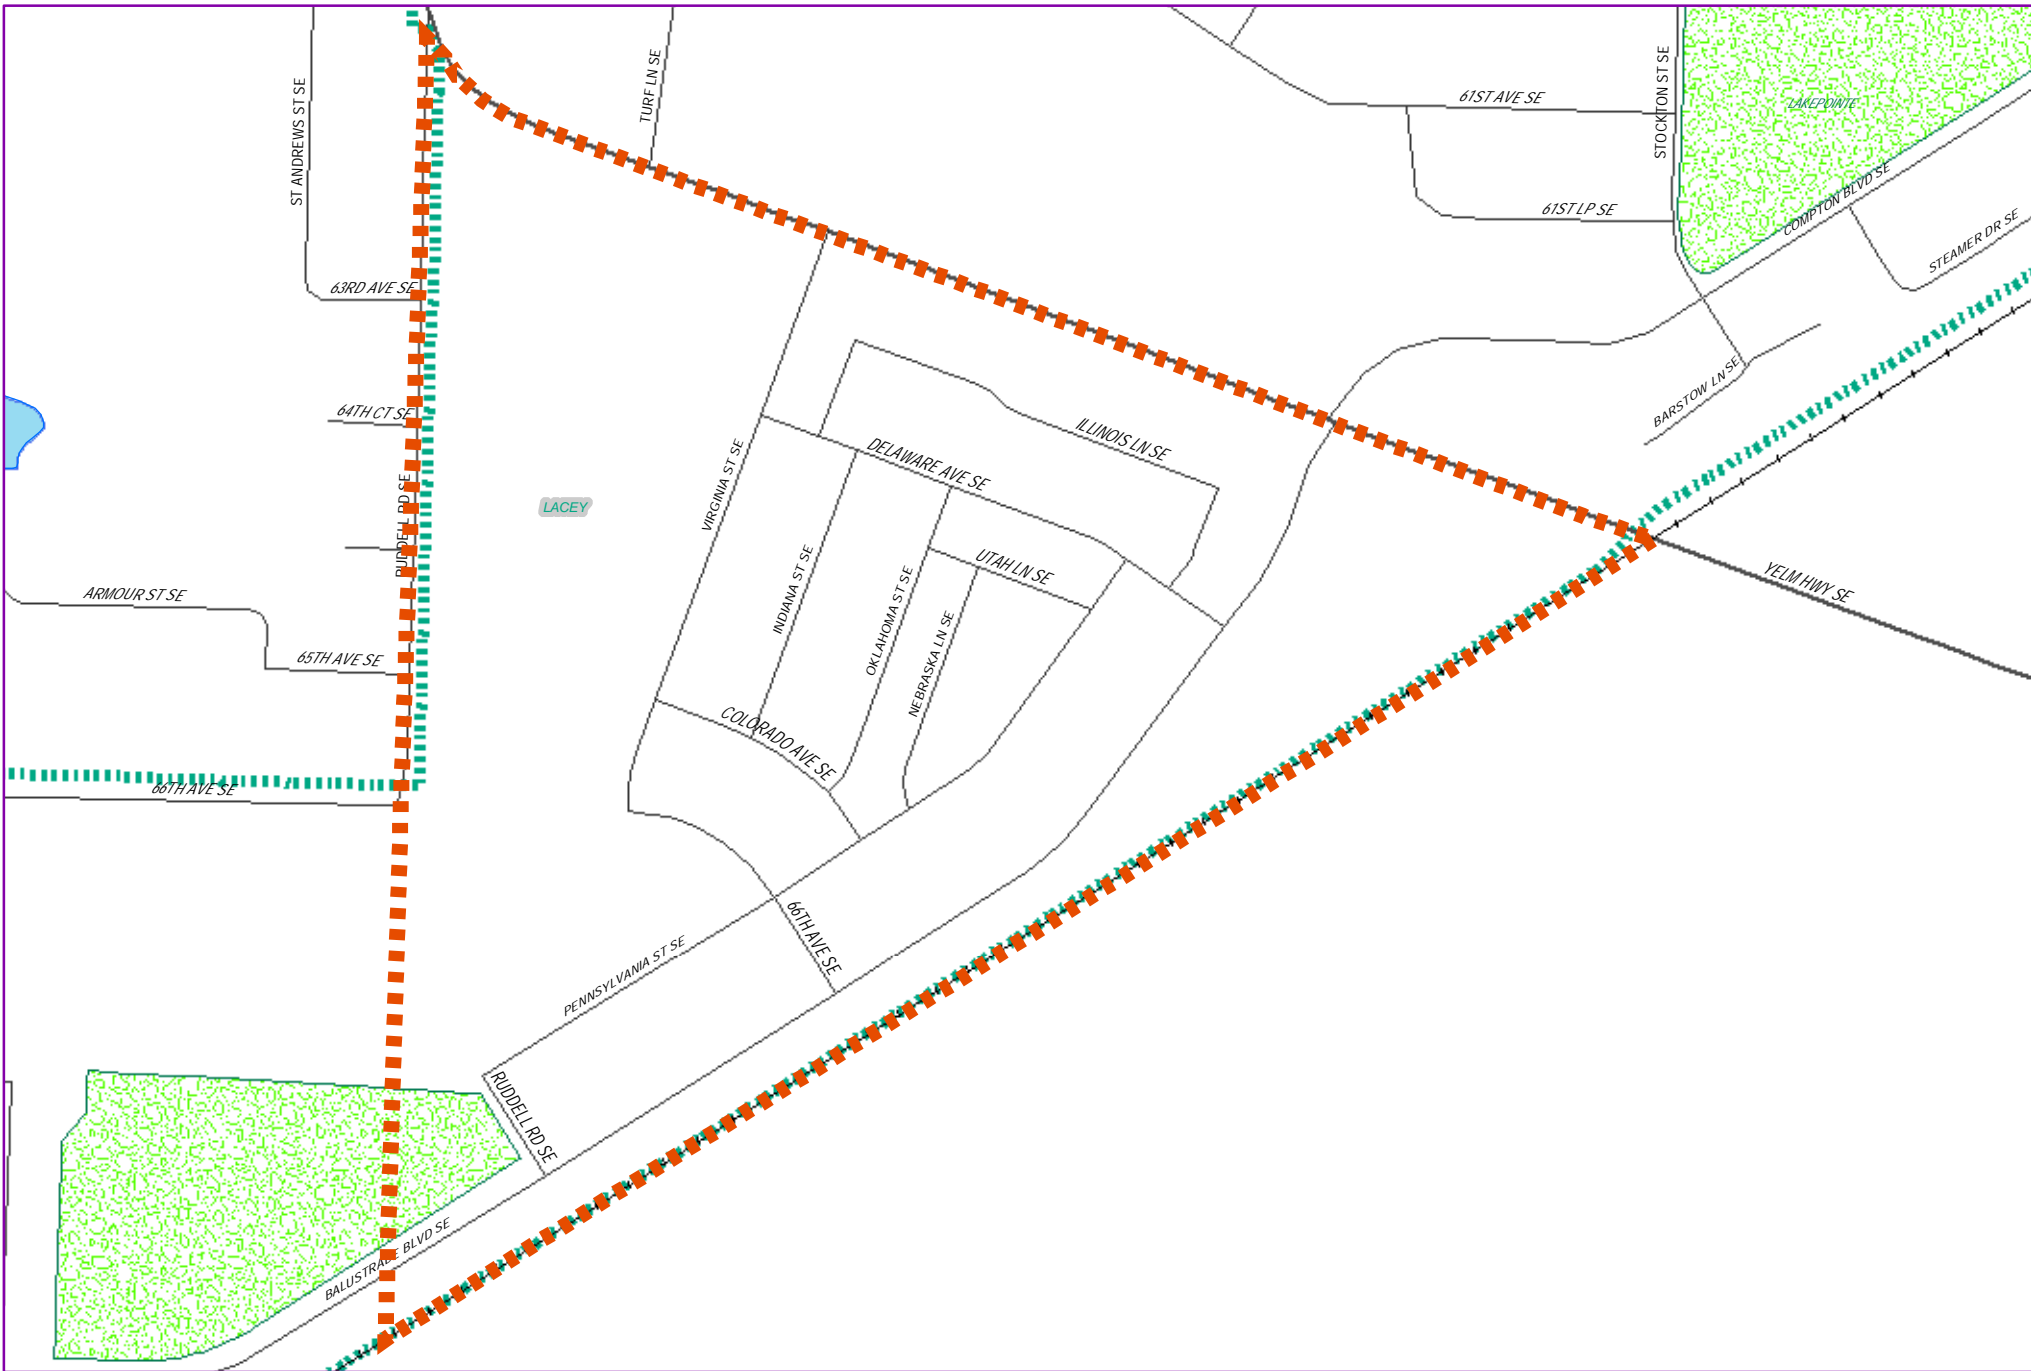 ST ANDREWS ST SE
TURF LN SE
61ST AVE SE
STOCKTON ST SE
LAKEPOINTE
61ST LP SE
COMPTON BLVD SE
STEAMER DR SE
63RD AVE SE
BARSTOW LN SE
64TH CT SE
RUDDELL RD SE
LACEY
VIRGINIA ST SE
DELAWARE AVE SE
ILLINOIS LN SE
INDIANA ST SE
OKLAHOMA ST SE
UTAH LN SE
NEBRASKA LN SE
YELM HWY SE
ARMOUR ST SE
65TH AVE SE
COLORADO AVE SE
66TH AVE SE
66TH AVE SE
PENNSYLVANIA ST SE
RUDDELL RD SE
BALUSTRADE BLVD SE